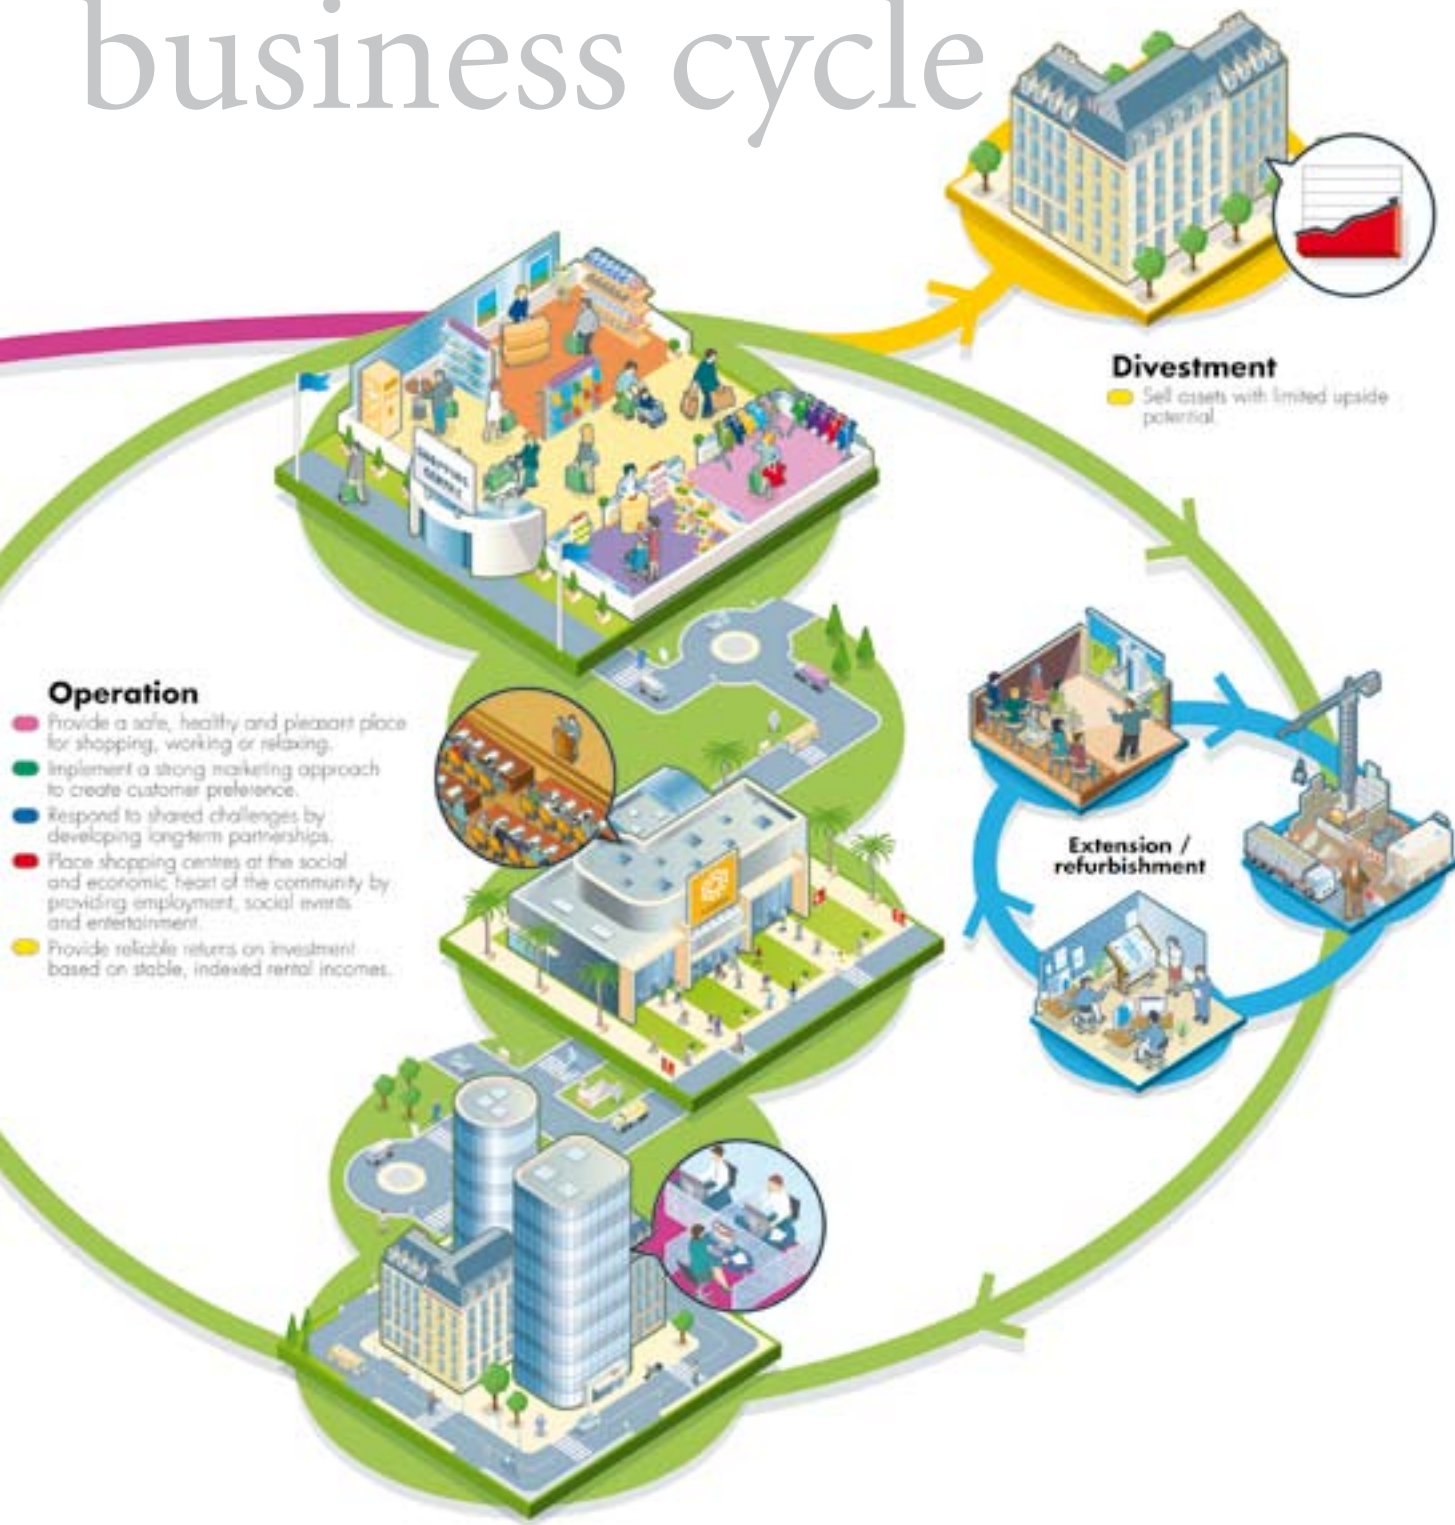 business cycle
Divestment
Sell assets with limited upside
potential.
Operation
Provide a safe, healthy and pleasant place
for shopping, working or relaxing.
Implement a strong marketing approach
to create customer preference.
Respond to shared challenges by
developing long-term partnerships.
Place shopping centres at the social
and economic heart of the community by
providing employment, social events
and entertainment.
Provide reliable returns on investment
based on stable, indexed rental incomes.
SHOPPING
CENTRE
Extension /
refurbishment